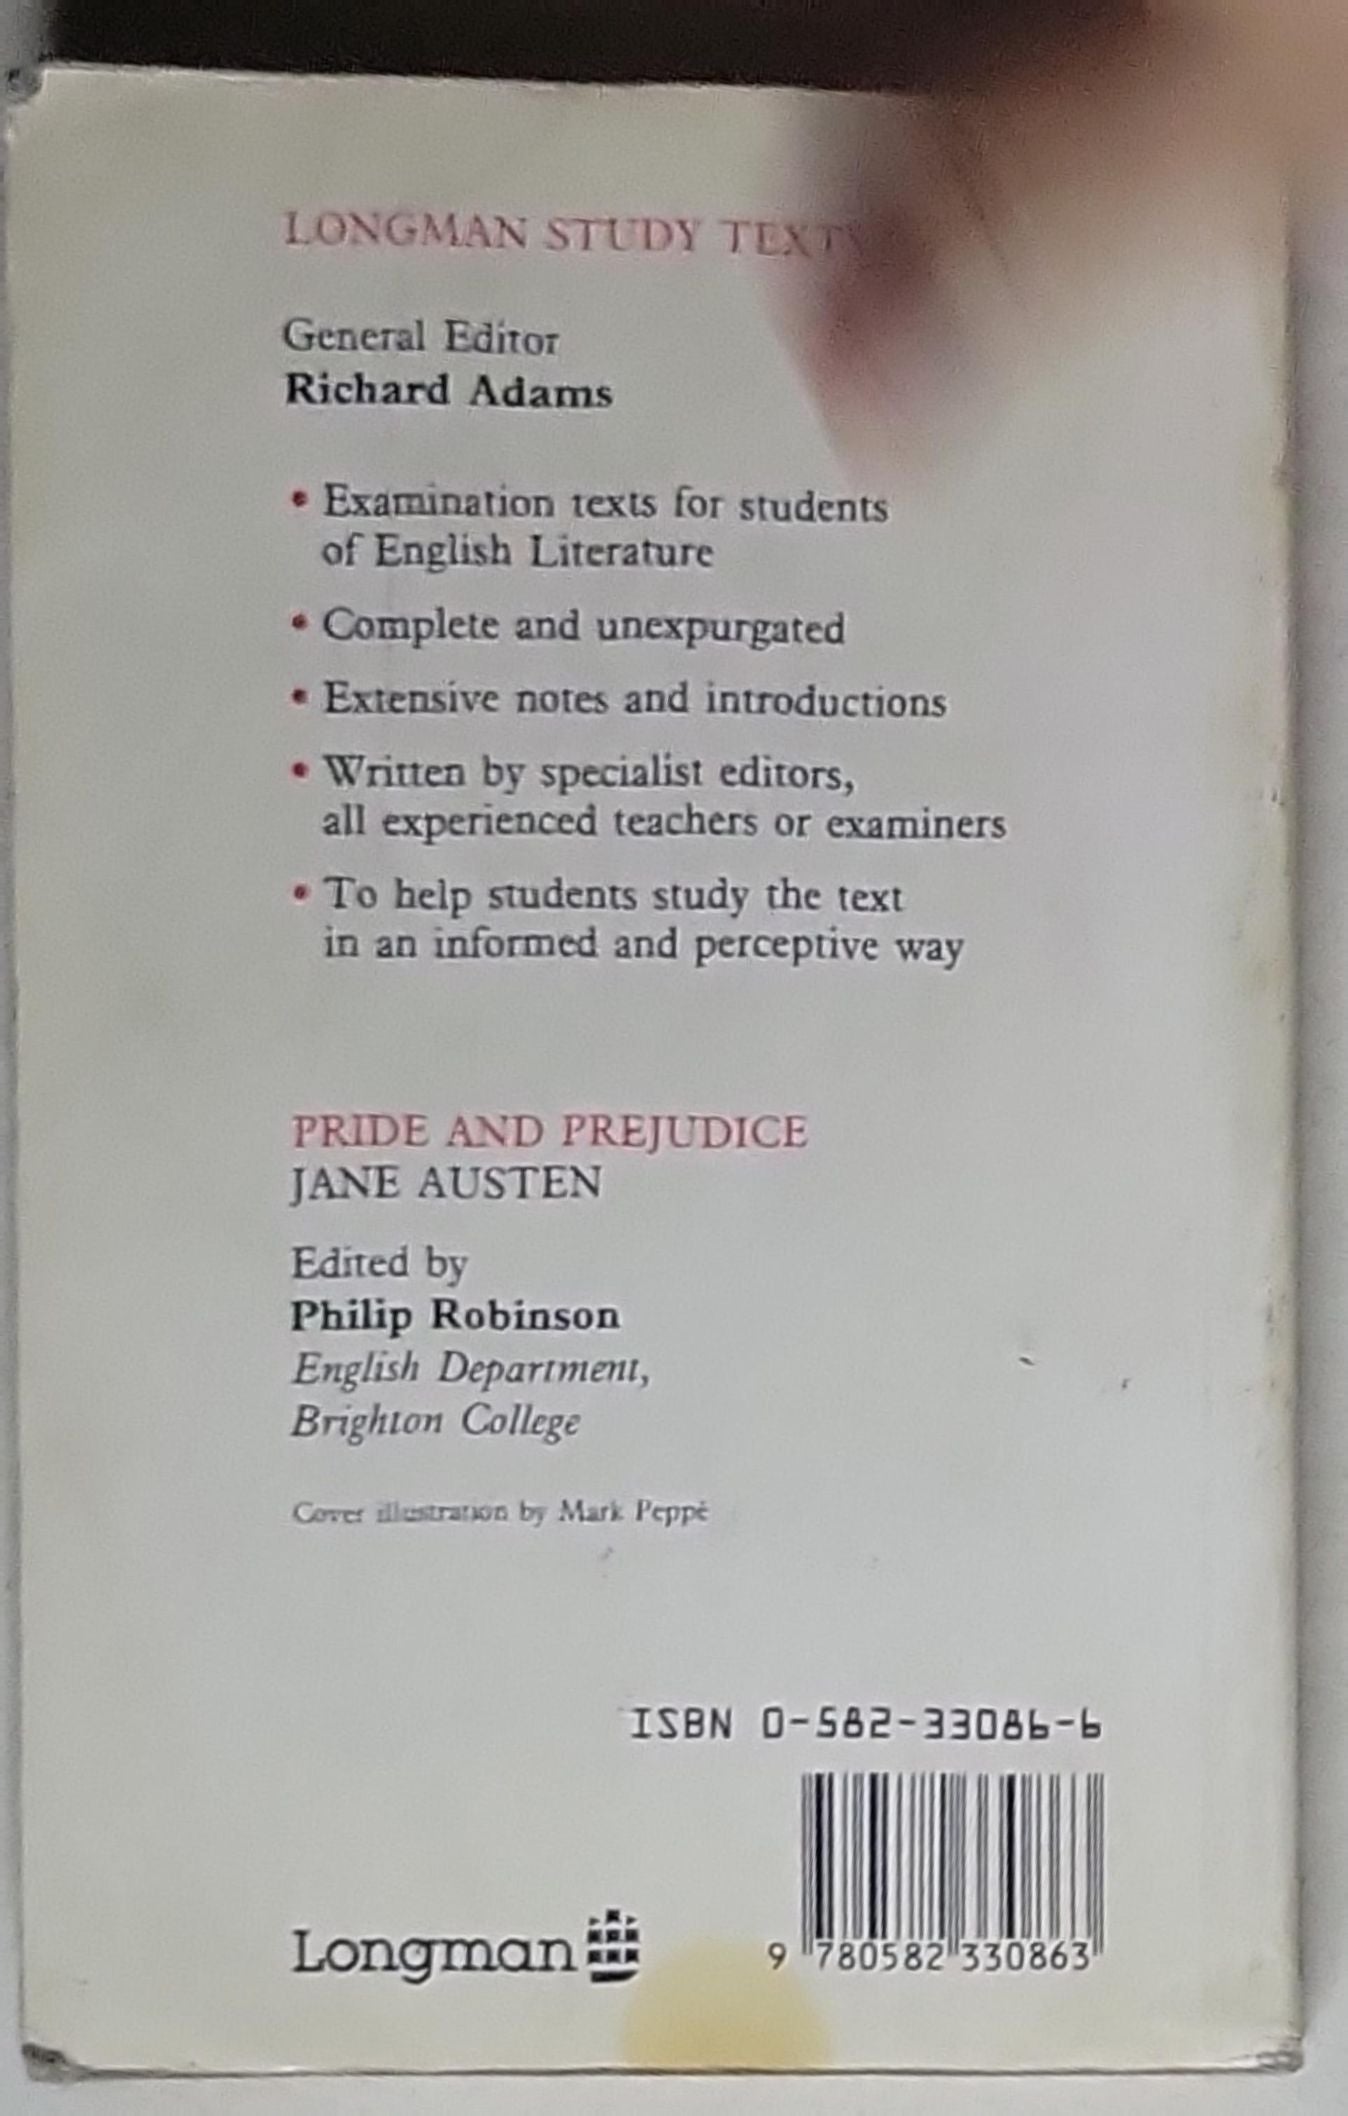 LONGMAN STUDY TEXTS
General Editor
Richard Adams
• Examination texts for students
of English Literature
• Complete and unexpurgated
• Extensive notes and introductions
• Written by specialist editors,
all experienced teachers or examiners
• To help students study the text
in an informed and perceptive way
PRIDE AND PREJUDICE
JANE AUSTEN
Edited by
Philip Robinson
English Department,
Brighton College
Cover illustration by Mark Peppé
ISBN 0-582-33086-6
9 780582 330863
Longman